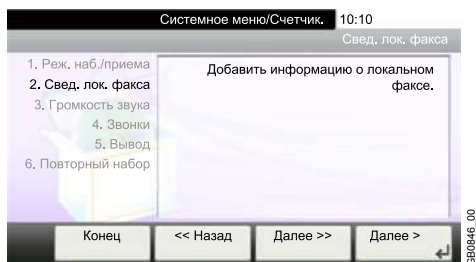 Системное меню/Счетчик. 10:10
Свед. лок. факса
1. Реж. наб./приема
2. Свед. лок. факса
3. Громкость звука
4. Звонки
5. Вывод
6. Повторный набор
Добавить информацию о локальном
факсе.
Конец
<< Назад
Далее >>
Далее >
GB0846_00